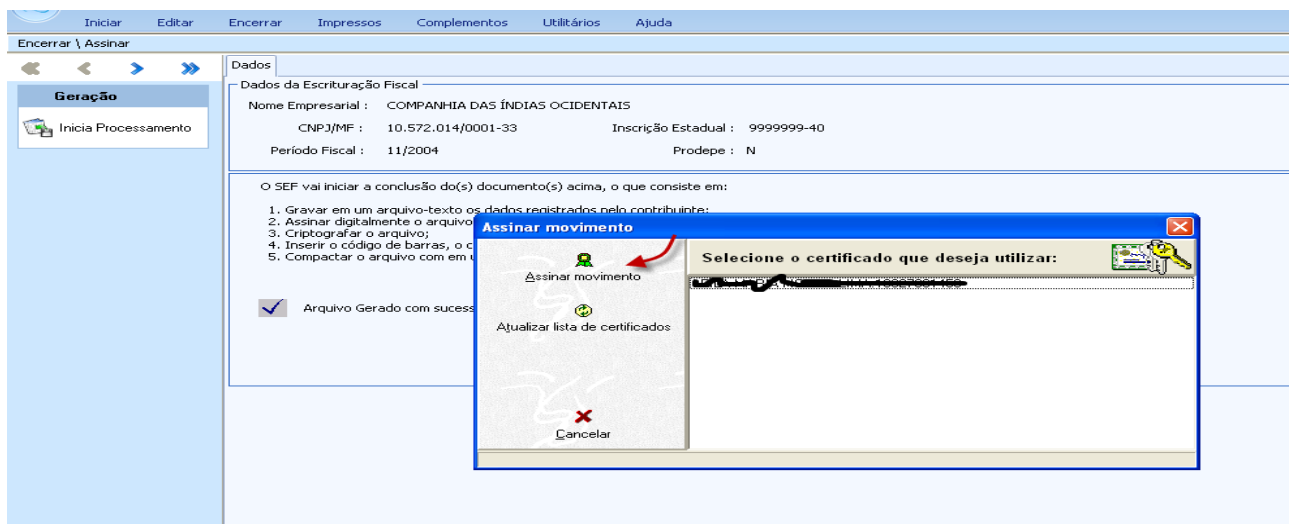 Iniciar Editar Encerrar Impressos Complementos Utilitários Ajuda
Encerrar \ Assinar
Dados
Geração
Inicia Processamento
Dados da Escrituração Fiscal
Nome Empresarial : COMPANHIA DAS ÍNDIAS OCIDENTAIS
CNPJ/MF : 10.572.014/0001-33 Inscrição Estadual : 9999999-40
Período Fiscal : 11/2004 Prodepe : N
O SEF vai iniciar a conclusão do(s) documento(s) acima, o que consiste em:
1. Gravar em um arquivo-texto os dados registrados pelo contribuinte;
2. Assinar digitalmente o arquivo
3. Criptografar o arquivo;
4. Inserir o código de barras, o c
5. Compactar o arquivo com em
Arquivo Gerado com sucess
Assinar movimento
Assinar movimento
Atualizar lista de certificados
Cancelar
Selecione o certificado que deseja utilizar: